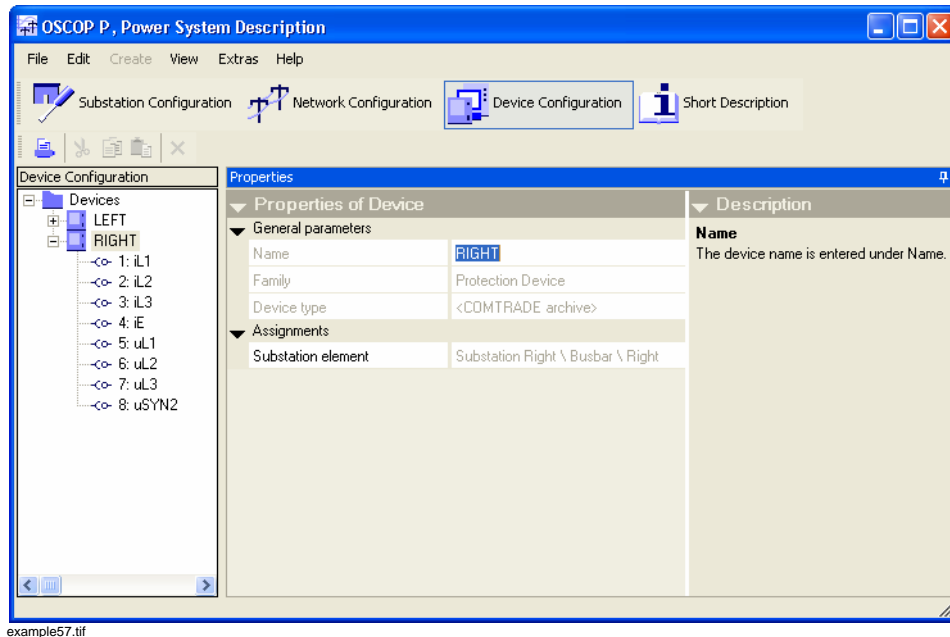 OSCOP P, Power System Description
File Edit Create View Extras Help
Substation Configuration Network Configuration Device Configuration Short Description
Device Configuration
Devices
LEFT
RIGHT
1: iL1
2: iL2
3: iL3
4: iE
5: uL1
6: uL2
7: uL3
8: uSYN2
Properties
Properties of Device
General parameters
Name RIGHT
Family Protection Device
Device type <COMTRADE archive>
Assignments
Substation element Substation Right \ Busbar \ Right
Description
Name
The device name is entered under Name.
example57.tif